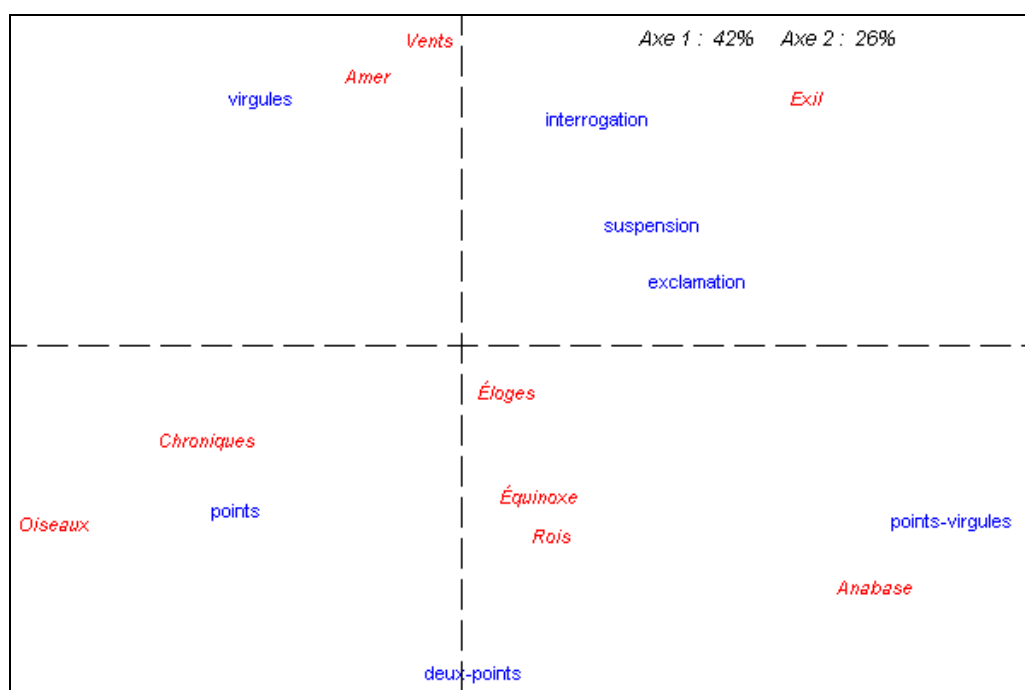 Vents
Axe 1 : 42% Axe 2 : 26%
Amer
virgules
Exil
interrogation
suspension
exclamation
Éloges
Chroniques
Équinoxe
points
Oiseaux
points-virgules
Rois
Anabase
deux-points